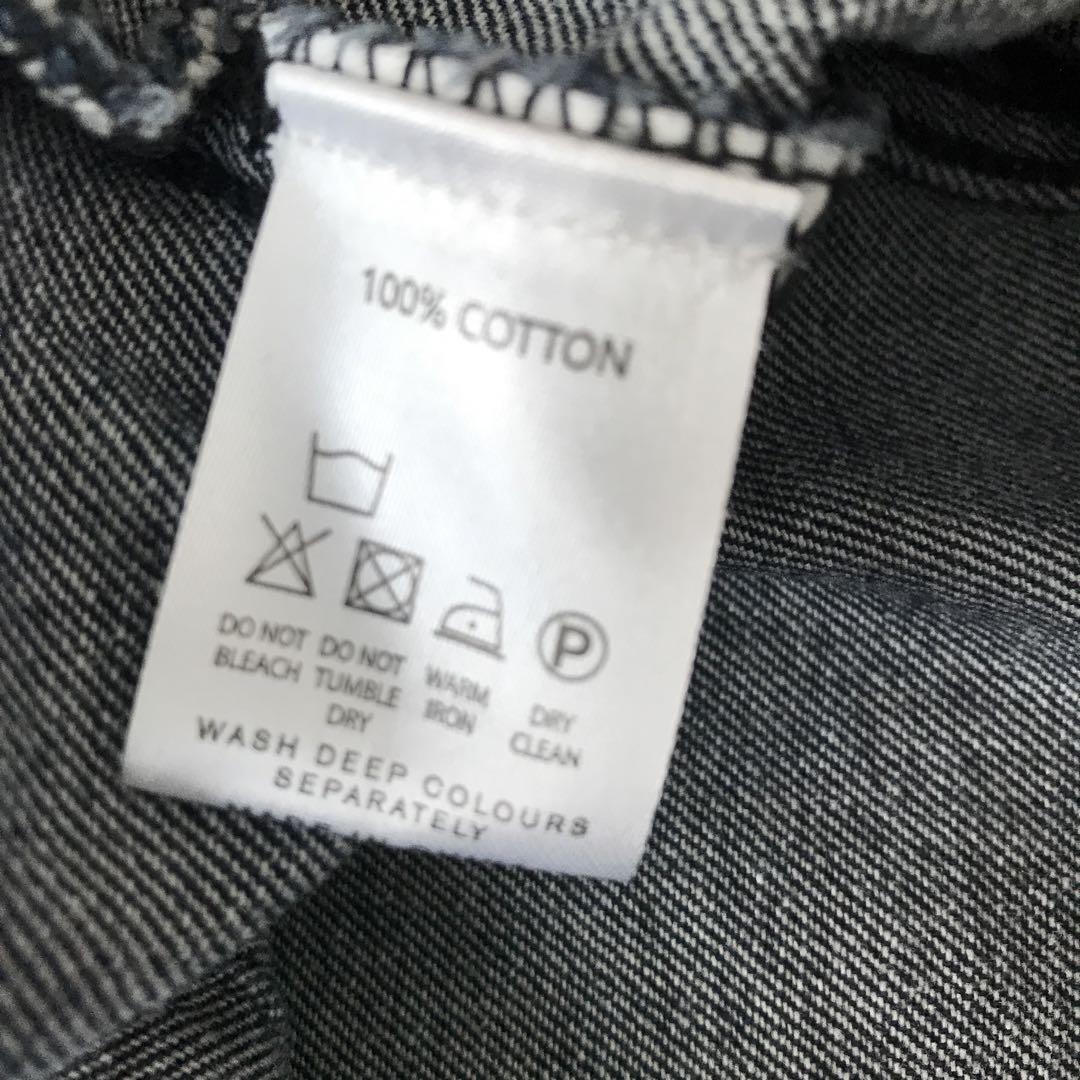 100% COTTON
DO NOT BLEACH
DO NOT TUMBLE DRY
WARM IRON
P
DRY CLEAN
WASH DEEP COLOURS
SEPARATELY